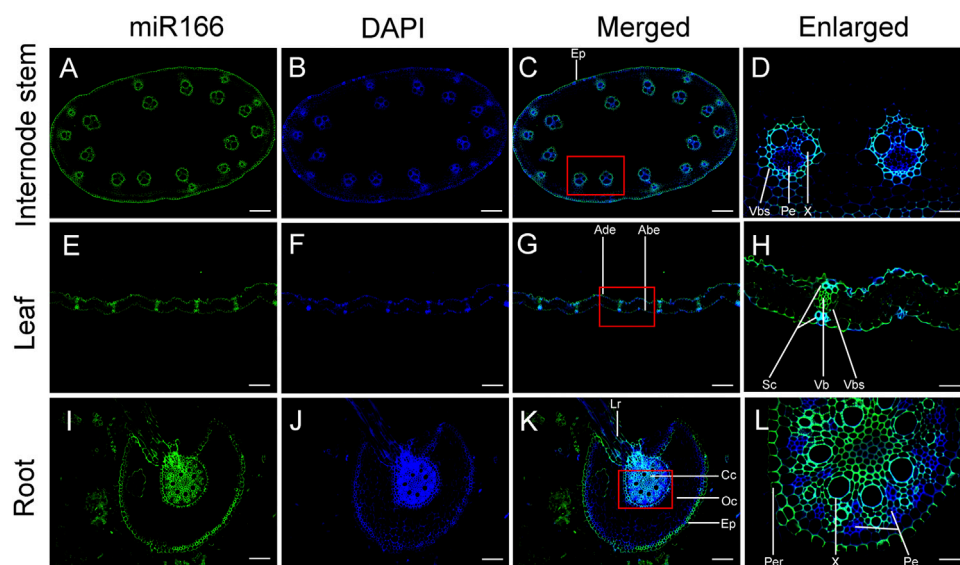 miR166 DAPI Merged Enlarged
Internode stem
A B C D
Ep
Vbs Pe X
Leaf
E F G H
Ade Abe
Sc Vb Vbs
Root
I J K L
Lr
Cc
Oc
Ep
Per X Pe